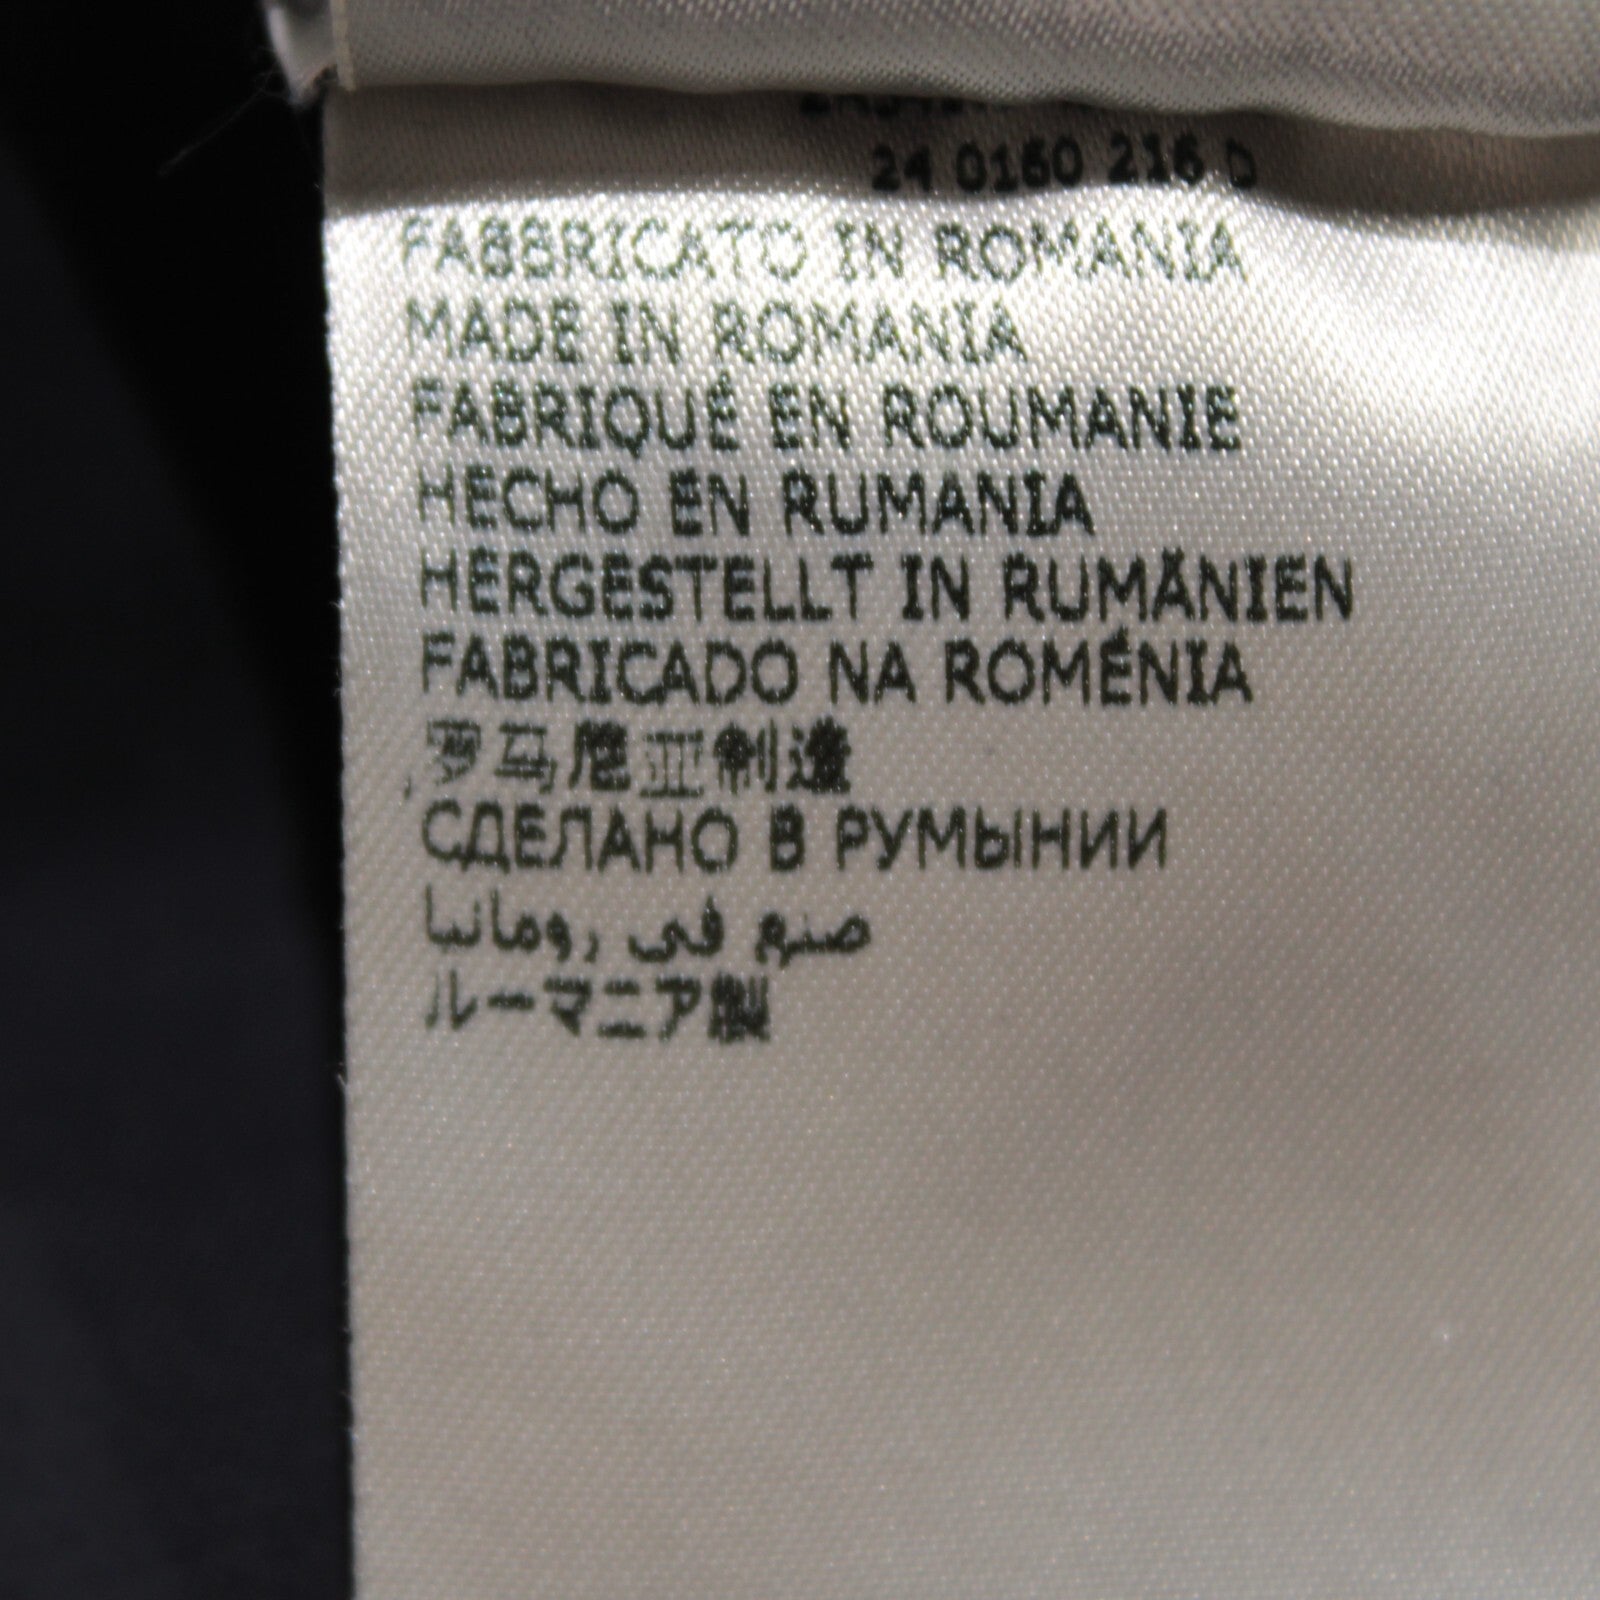 24 0160 216 D
FABBRICATO IN ROMANIA
MADE IN ROMANIA
FABRIQUÉ EN ROUMANIE
HECHO EN RUMANIA
HERGESTELLT IN RUMÄNIEN
FABRICADO NA ROMÉNIA
罗马尼亚制造
СДЕЛАНО В РУМЫНИИ
صنع في رومانيا
ルーマニア製